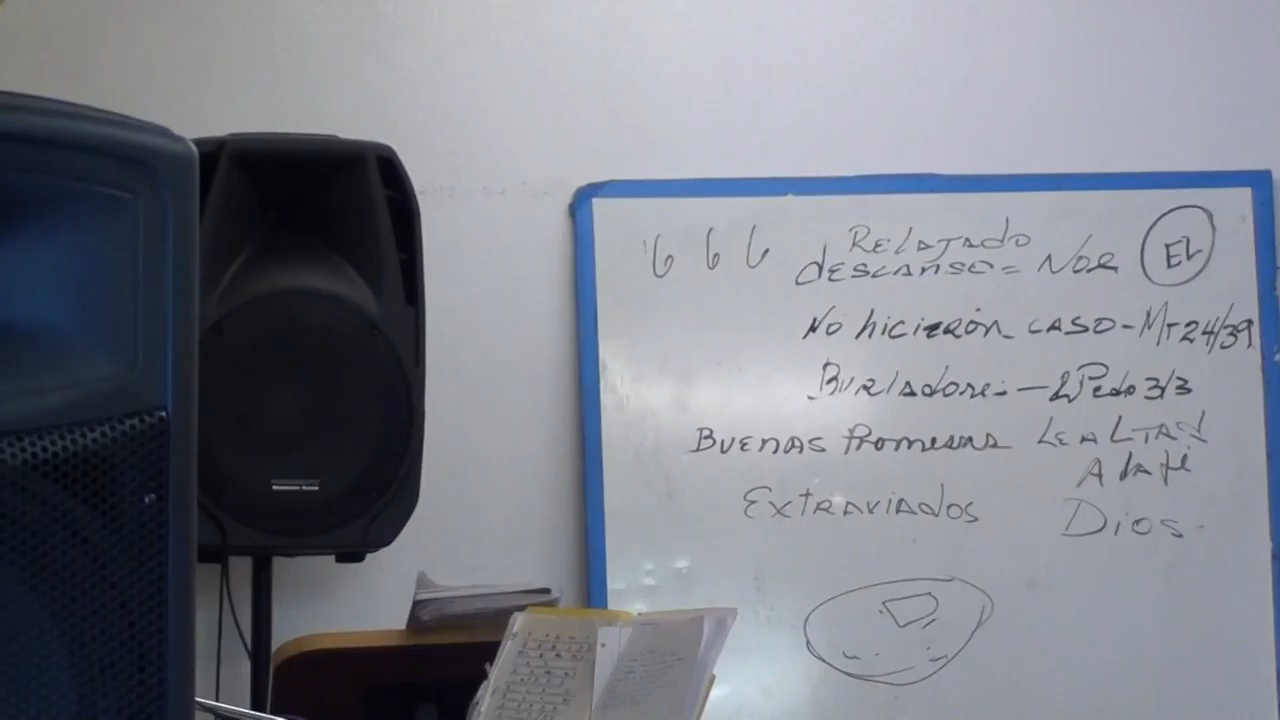 666 RELAJADO
DESCANSO = NOE EL
NO hiciERON CASO - MT 24/39
BURLADORES - 2 Pedro 3/3
BUENAS PROMESAS LEALTAD
A la fe
EXTRAVIADOS DIOS